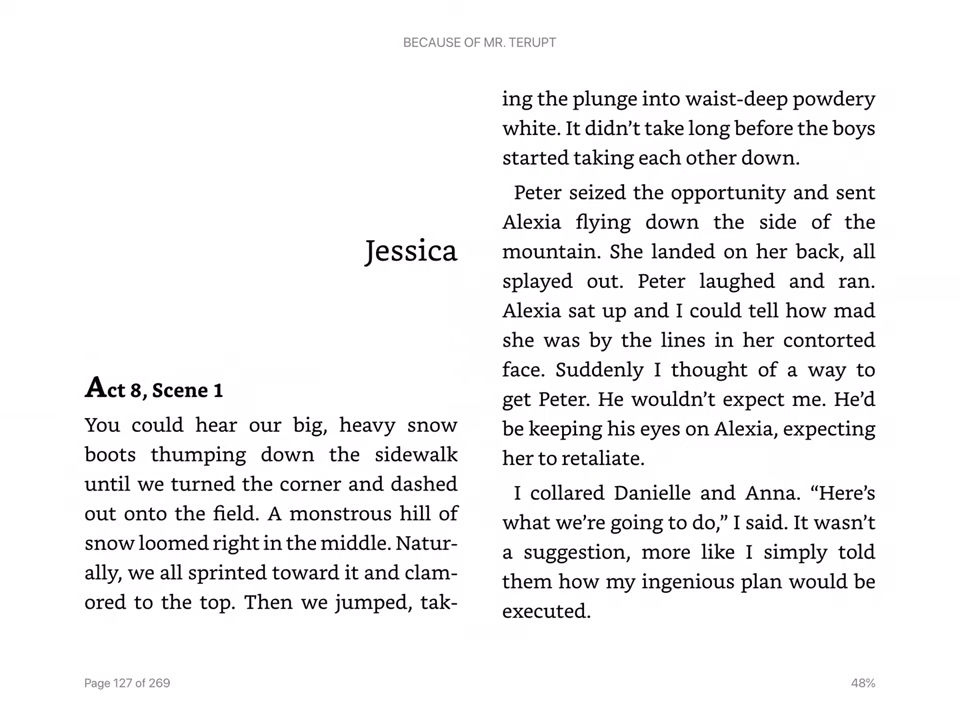 BECAUSE OF MR. TERUPT
Jessica
Act 8, Scene 1
You could hear our big, heavy snow
boots thumping down the sidewalk
until we turned the corner and dashed
out onto the field. A monstrous hill of
snow loomed right in the middle. Natur-
ally, we all sprinted toward it and clam-
ored to the top. Then we jumped, tak-
ing the plunge into waist-deep powdery
white. It didn’t take long before the boys
started taking each other down.
Peter seized the opportunity and sent
Alexia flying down the side of the
mountain. She landed on her back, all
splayed out. Peter laughed and ran.
Alexia sat up and I could tell how mad
she was by the lines in her contorted
face. Suddenly I thought of a way to
get Peter. He wouldn’t expect me. He’d
be keeping his eyes on Alexia, expecting
her to retaliate.
I collared Danielle and Anna. “Here’s
what we’re going to do,” I said. It wasn’t
a suggestion, more like I simply told
them how my ingenious plan would be
executed.
Page 127 of 269
48%